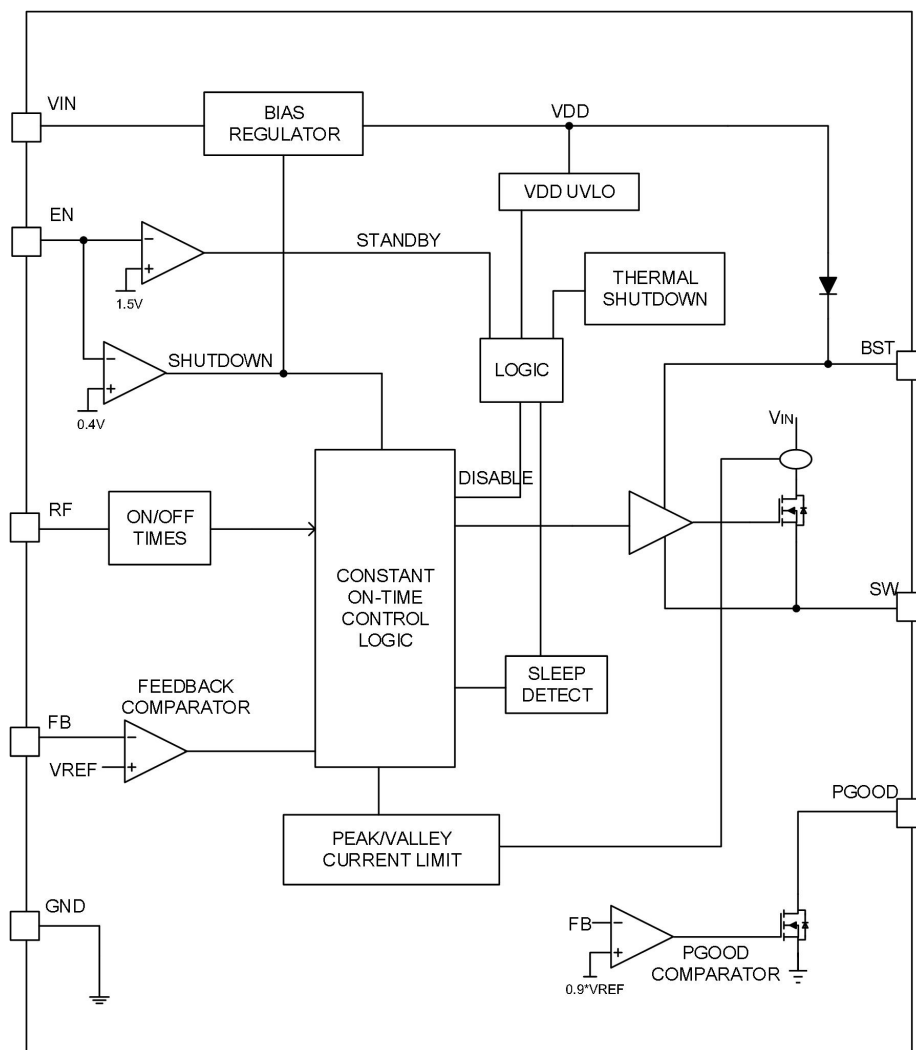 VIN
BIAS
REGULATOR
VDD
VDD UVLO
EN
STANDBY
1.5V
THERMAL
SHUTDOWN
SHUTDOWN
LOGIC
BST
0.4V
VIN
DISABLE
RF
ON/OFF
TIMES
CONSTANT
ON-TIME
CONTROL
LOGIC
SW
SLEEP
DETECT
FEEDBACK
COMPARATOR
FB
VREF
PGOOD
PEAK/VALLEY
CURRENT LIMIT
GND
FB
PGOOD
COMPARATOR
0.9*VREF